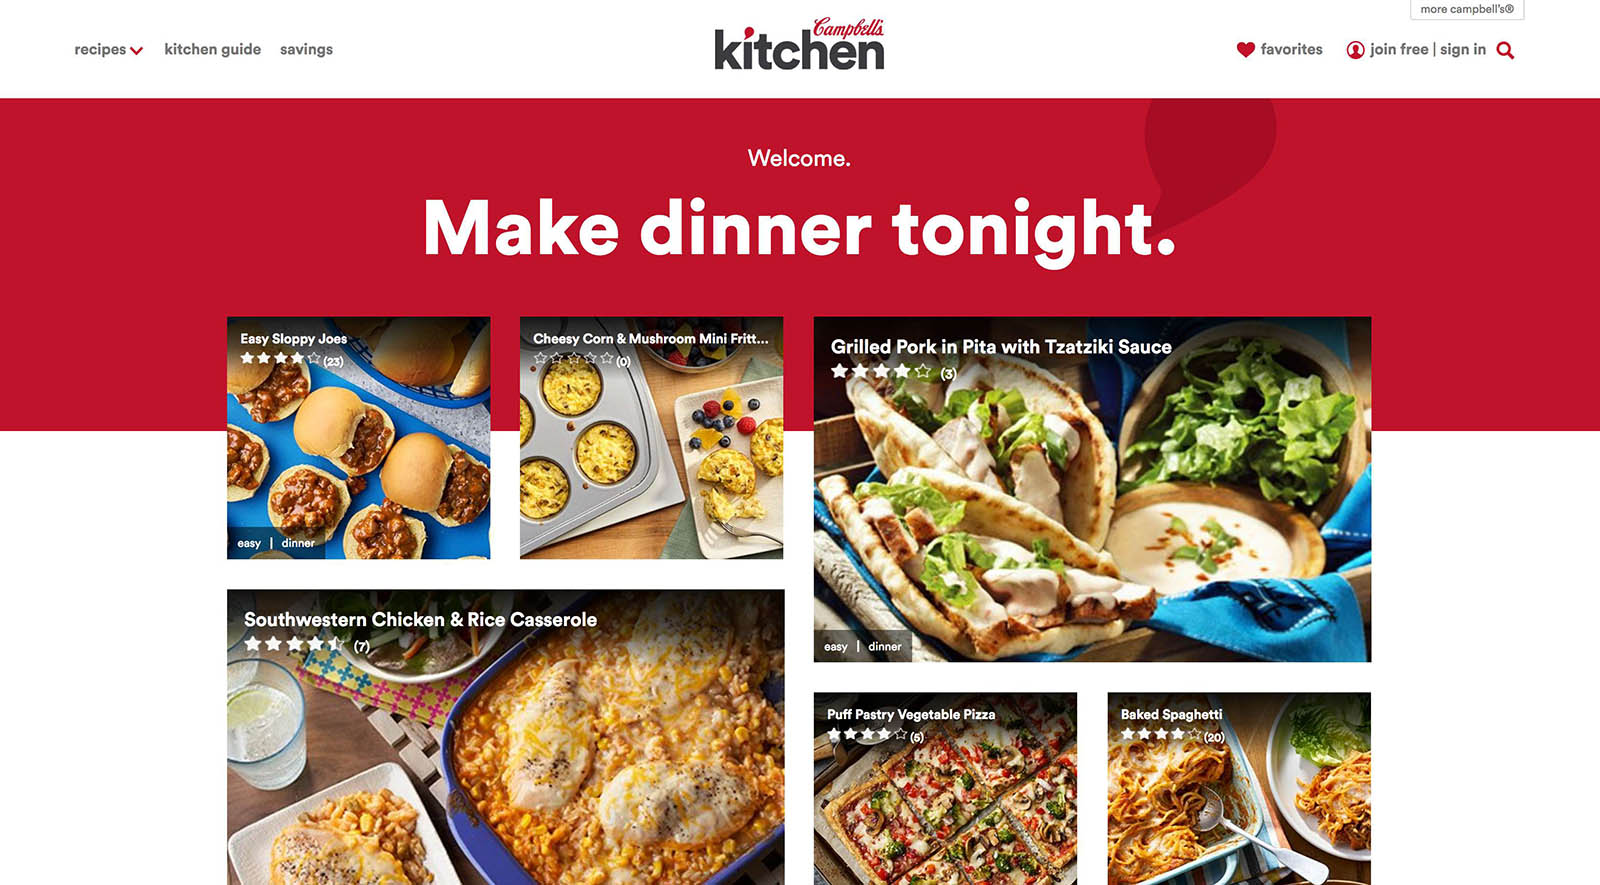 more campbell's®
recipes
kitchen guide
savings
Campbell's
kitchen
favorites
join free | sign in
Welcome.
Make dinner tonight.
Easy Sloppy Joes
(23)
easy | dinner
Cheesy Corn & Mushroom Mini Fritt...
(0)
Grilled Pork in Pita with Tzatziki Sauce
(3)
easy | dinner
Southwestern Chicken & Rice Casserole
(7)
Puff Pastry Vegetable Pizza
(5)
Baked Spaghetti
(20)